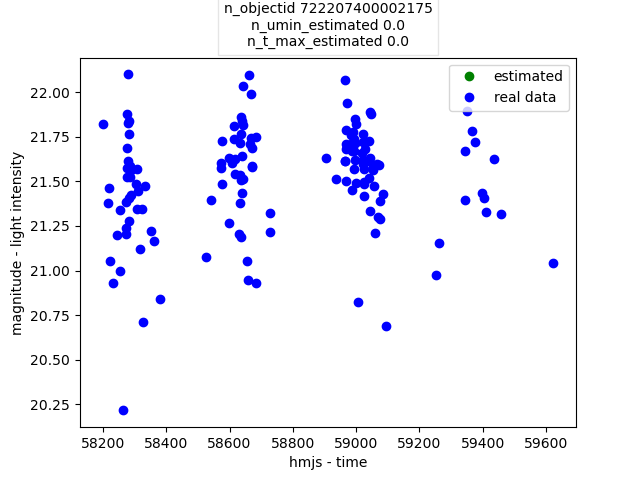 n_objectid 722207400002175
n_umin_estimated 0.0
n_t_max_estimated 0.0
estimated
real data
magnitude - light intensity
22.00
21.75
21.50
21.25
21.00
20.75
20.50
20.25
58200 58400 58600 58800 59000 59200 59400 59600
hmjs - time